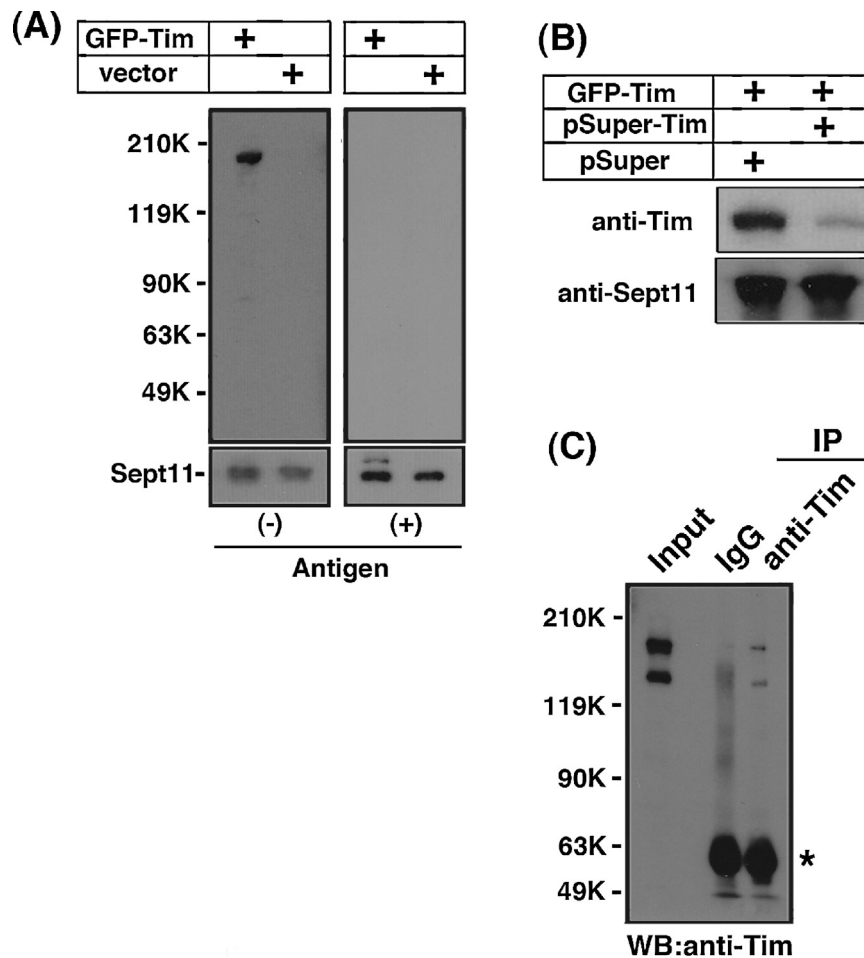 (A)
GFP-Tim + +
vector + +
210K -
119K -
90K -
63K -
49K -
Sept11-
(-) (+)
Antigen
(B)
GFP-Tim + +
pSuper-Tim +
pSuper +
anti-Tim
anti-Sept11
(C)
IP
Input IgG anti-Tim
210K -
119K -
90K -
63K -
*
49K -
WB:anti-Tim